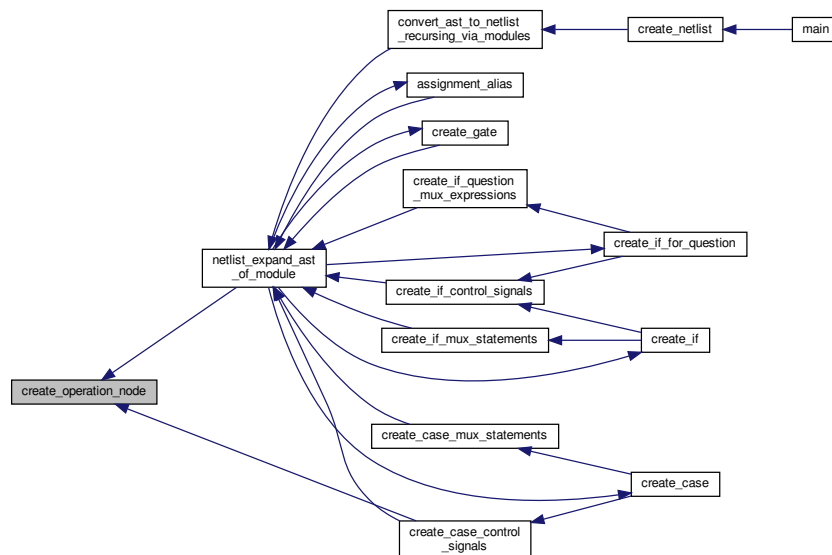 convert_ast_to_netlist
_recursing_via_modules
create_netlist
main
assignment_alias
create_gate
create_if_question
_mux_expressions
create_if_for_question
netlist_expand_ast
_of_module
create_if_control_signals
create_if_mux_statements
create_if
create_operation_node
create_case_mux_statements
create_case
create_case_control
_signals